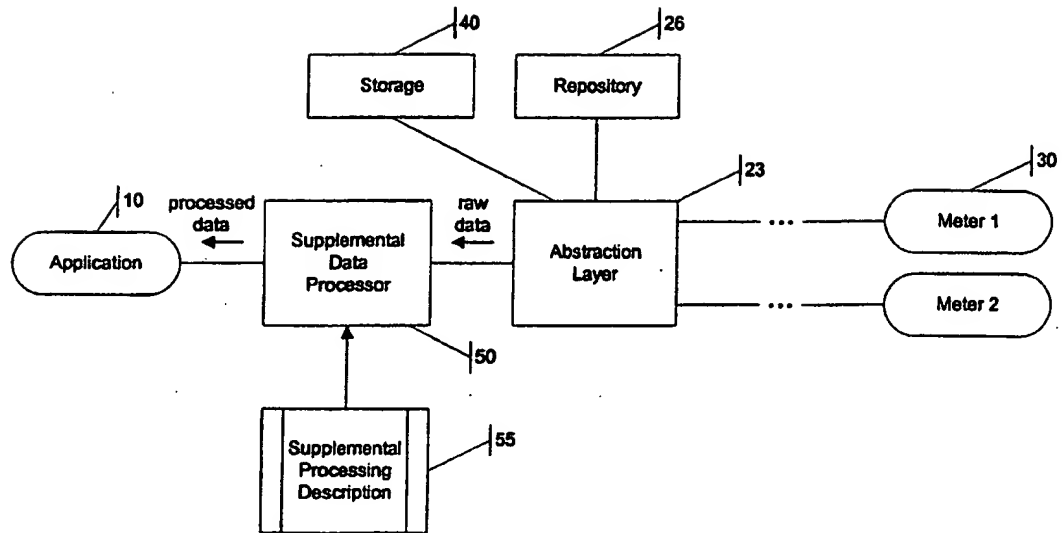 40
26
Storage
Repository
23
30
10
processed
data
raw
data
Meter 1
Application
Supplemental
Data
Processor
Abstraction
Layer
Meter 2
50
55
Supplemental
Processing
Description